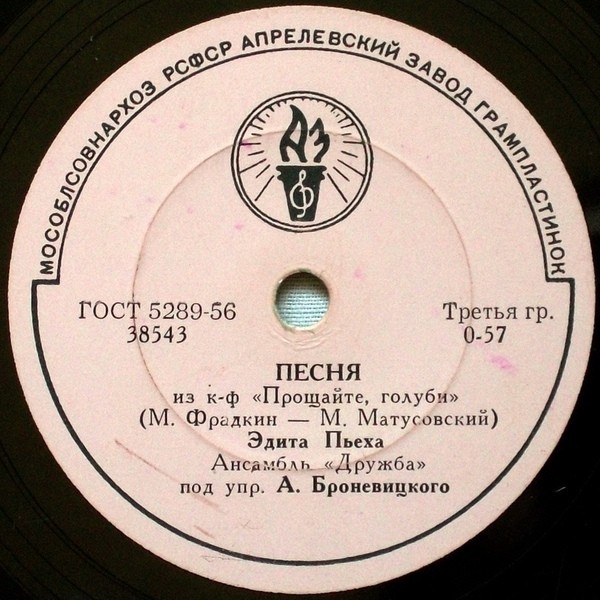 МОСОБЛСОВНАРХОЗ РСФСР АПРЕЛЕВСКИЙ ЗАВОД ГРАМПЛАСТИНОК
АЗ
ГОСТ 5289-56
38543
Третья гр.
0-57
ПЕСНЯ
из к-ф «Прощайте, голуби»
(М. Фрадкин — М. Матусовский)
Эдита Пьеха
Ансамбль «Дружба»
под упр. А. Броневицкого